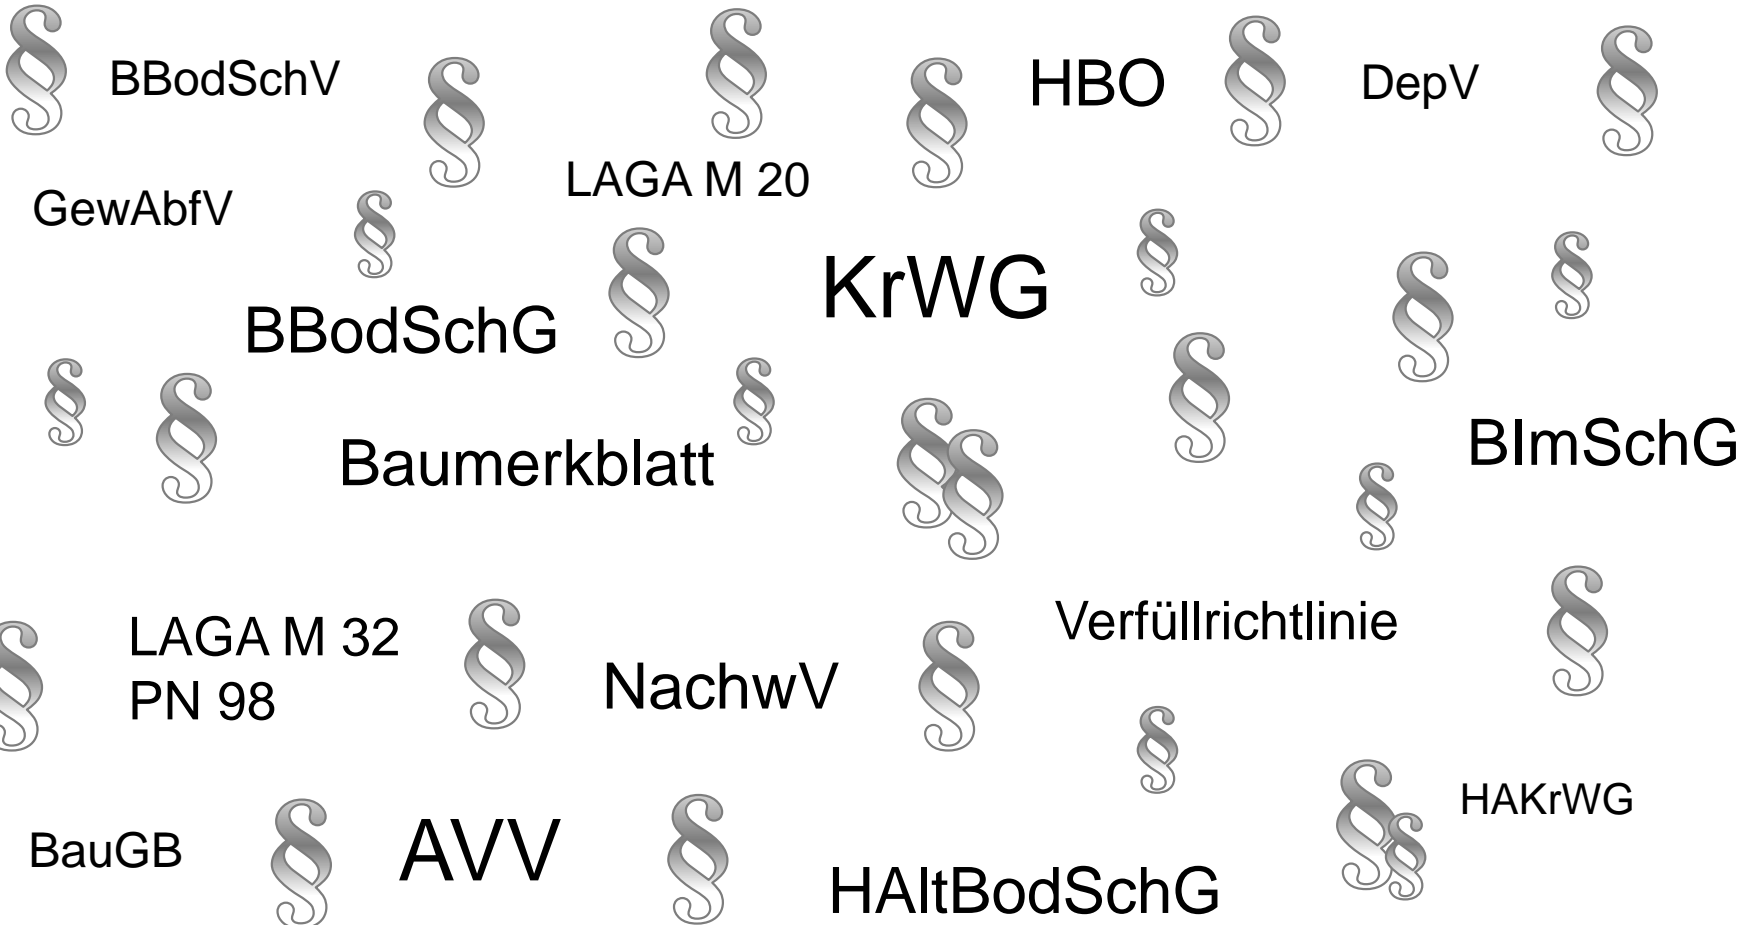 BBodSchV
HBO
DepV
LAGA M 20
GewAbfV
KrWG
BBodSchG
BImSchG
Baumerkblatt
Verfüllrichtlinie
LAGA M 32
PN 98
NachwV
HAKrWG
BauGB
AVV
HAltBodSchG